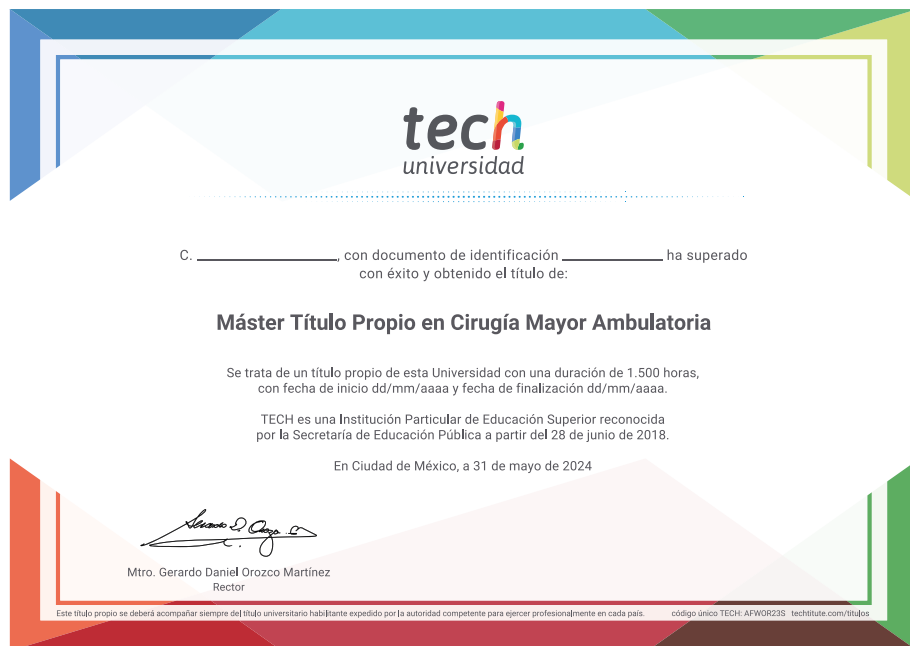 tech
universidad
C. ____________________, con documento de identificación ______________ ha superado
con éxito y obtenido el título de:
Máster Título Propio en Cirugía Mayor Ambulatoria
Se trata de un título propio de esta Universidad con una duración de 1.500 horas,
con fecha de inicio dd/mm/aaaa y fecha de finalización dd/mm/aaaa.
TECH es una Institución Particular de Educación Superior reconocida
por la Secretaría de Educación Pública a partir del 28 de junio de 2018.
En Ciudad de México, a 31 de mayo de 2024
Mtro. Gerardo Daniel Orozco Martínez
Rector
Este título propio se deberá acompañar siempre del título universitario habilitante expedido por la autoridad competente para ejercer profesionalmente en cada país. código único TECH: AFWOR23S techtitute.com/titulos